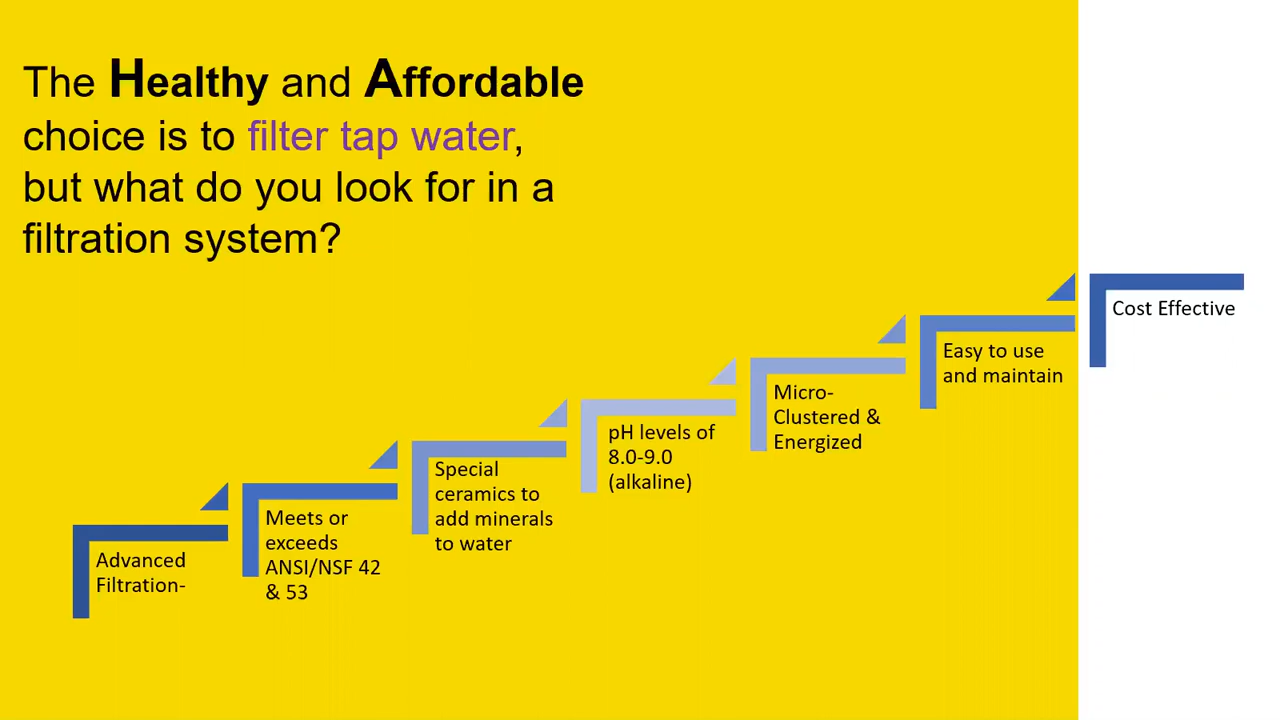 The Healthy and Affordable
choice is to filter tap water,
but what do you look for in a
filtration system?
Advanced
Filtration-
Meets or
exceeds
ANSI/NSF 42
& 53
Special
ceramics to
add minerals
to water
pH levels of
8.0-9.0
(alkaline)
Micro-
Clustered &
Energized
Easy to use
and maintain
Cost Effective